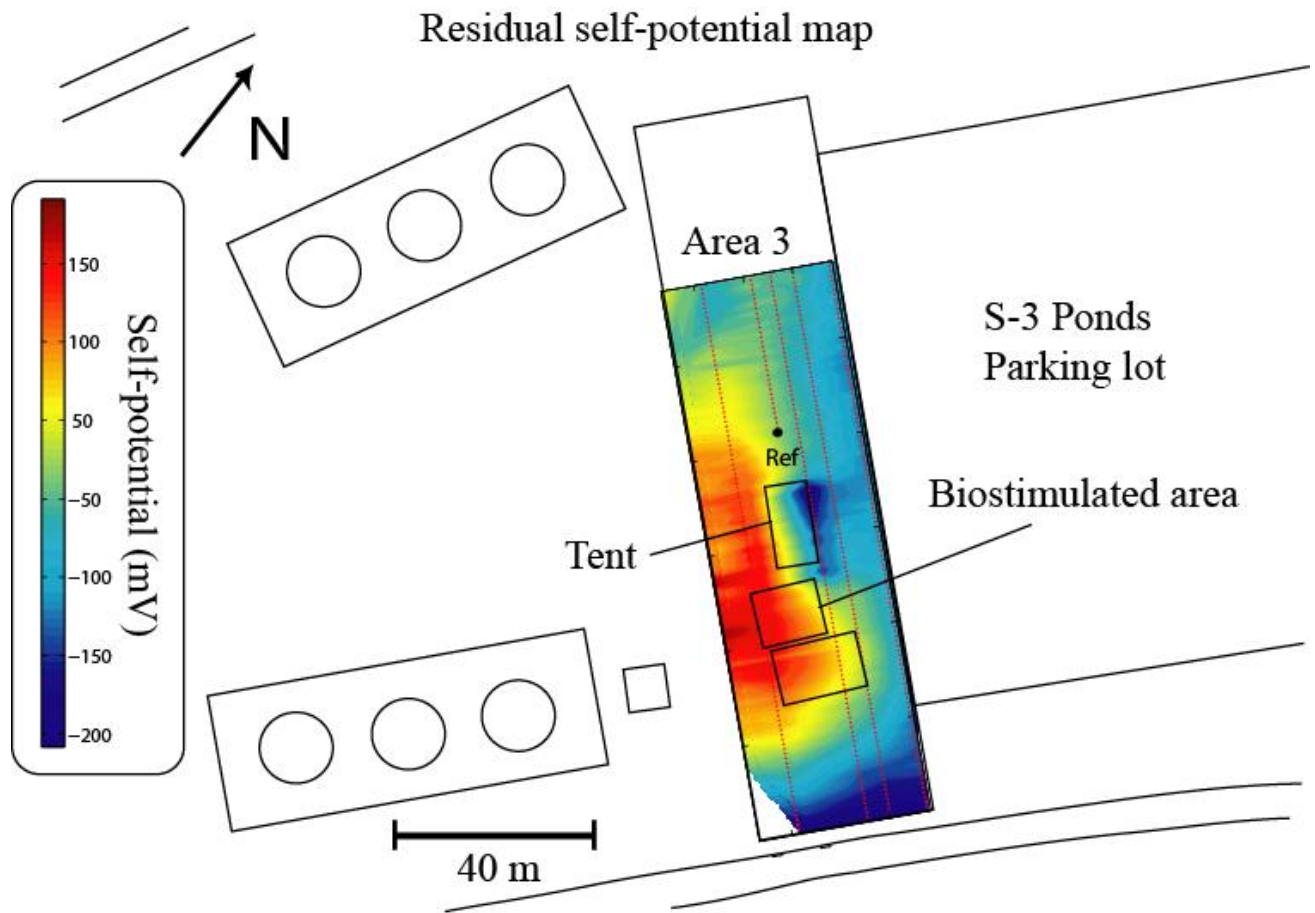 Residual self-potential map
N
Area 3
150
100
50
−50
−100
−150
−200
Self-potential (mV)
S-3 Ponds
Parking lot
Ref
Biostimulated area
Tent
40 m